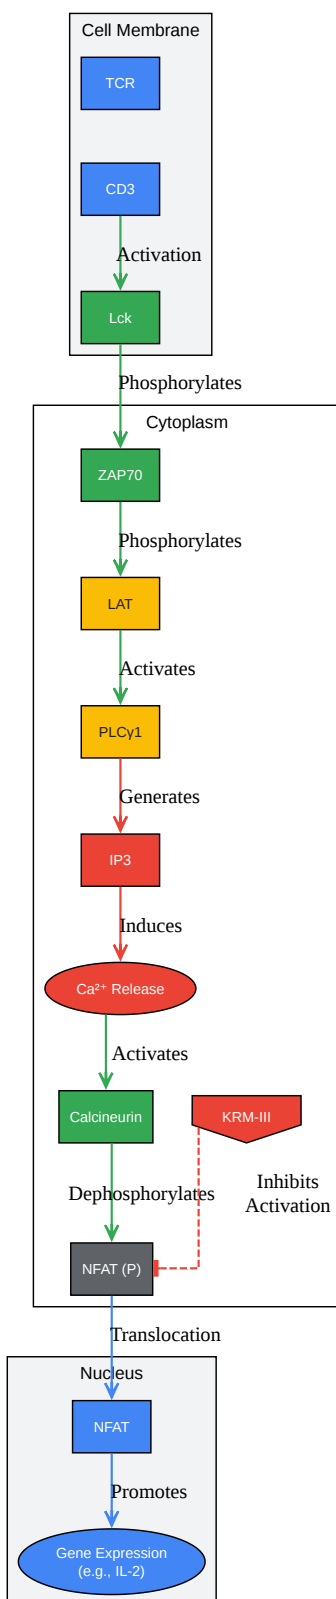 Cell Membrane
TCR
CD3
Activation
Lck
Phosphorylates
Cytoplasm
ZAP70
Phosphorylates
LAT
Activates
PLCγ1
Generates
IP3
Induces
Ca²⁺ Release
Activates
Calcineurin
KRM-III
Inhibits
Activation
Dephosphorylates
NFAT (P)
Translocation
Nucleus
NFAT
Promotes
Gene Expression
(e.g., IL-2)